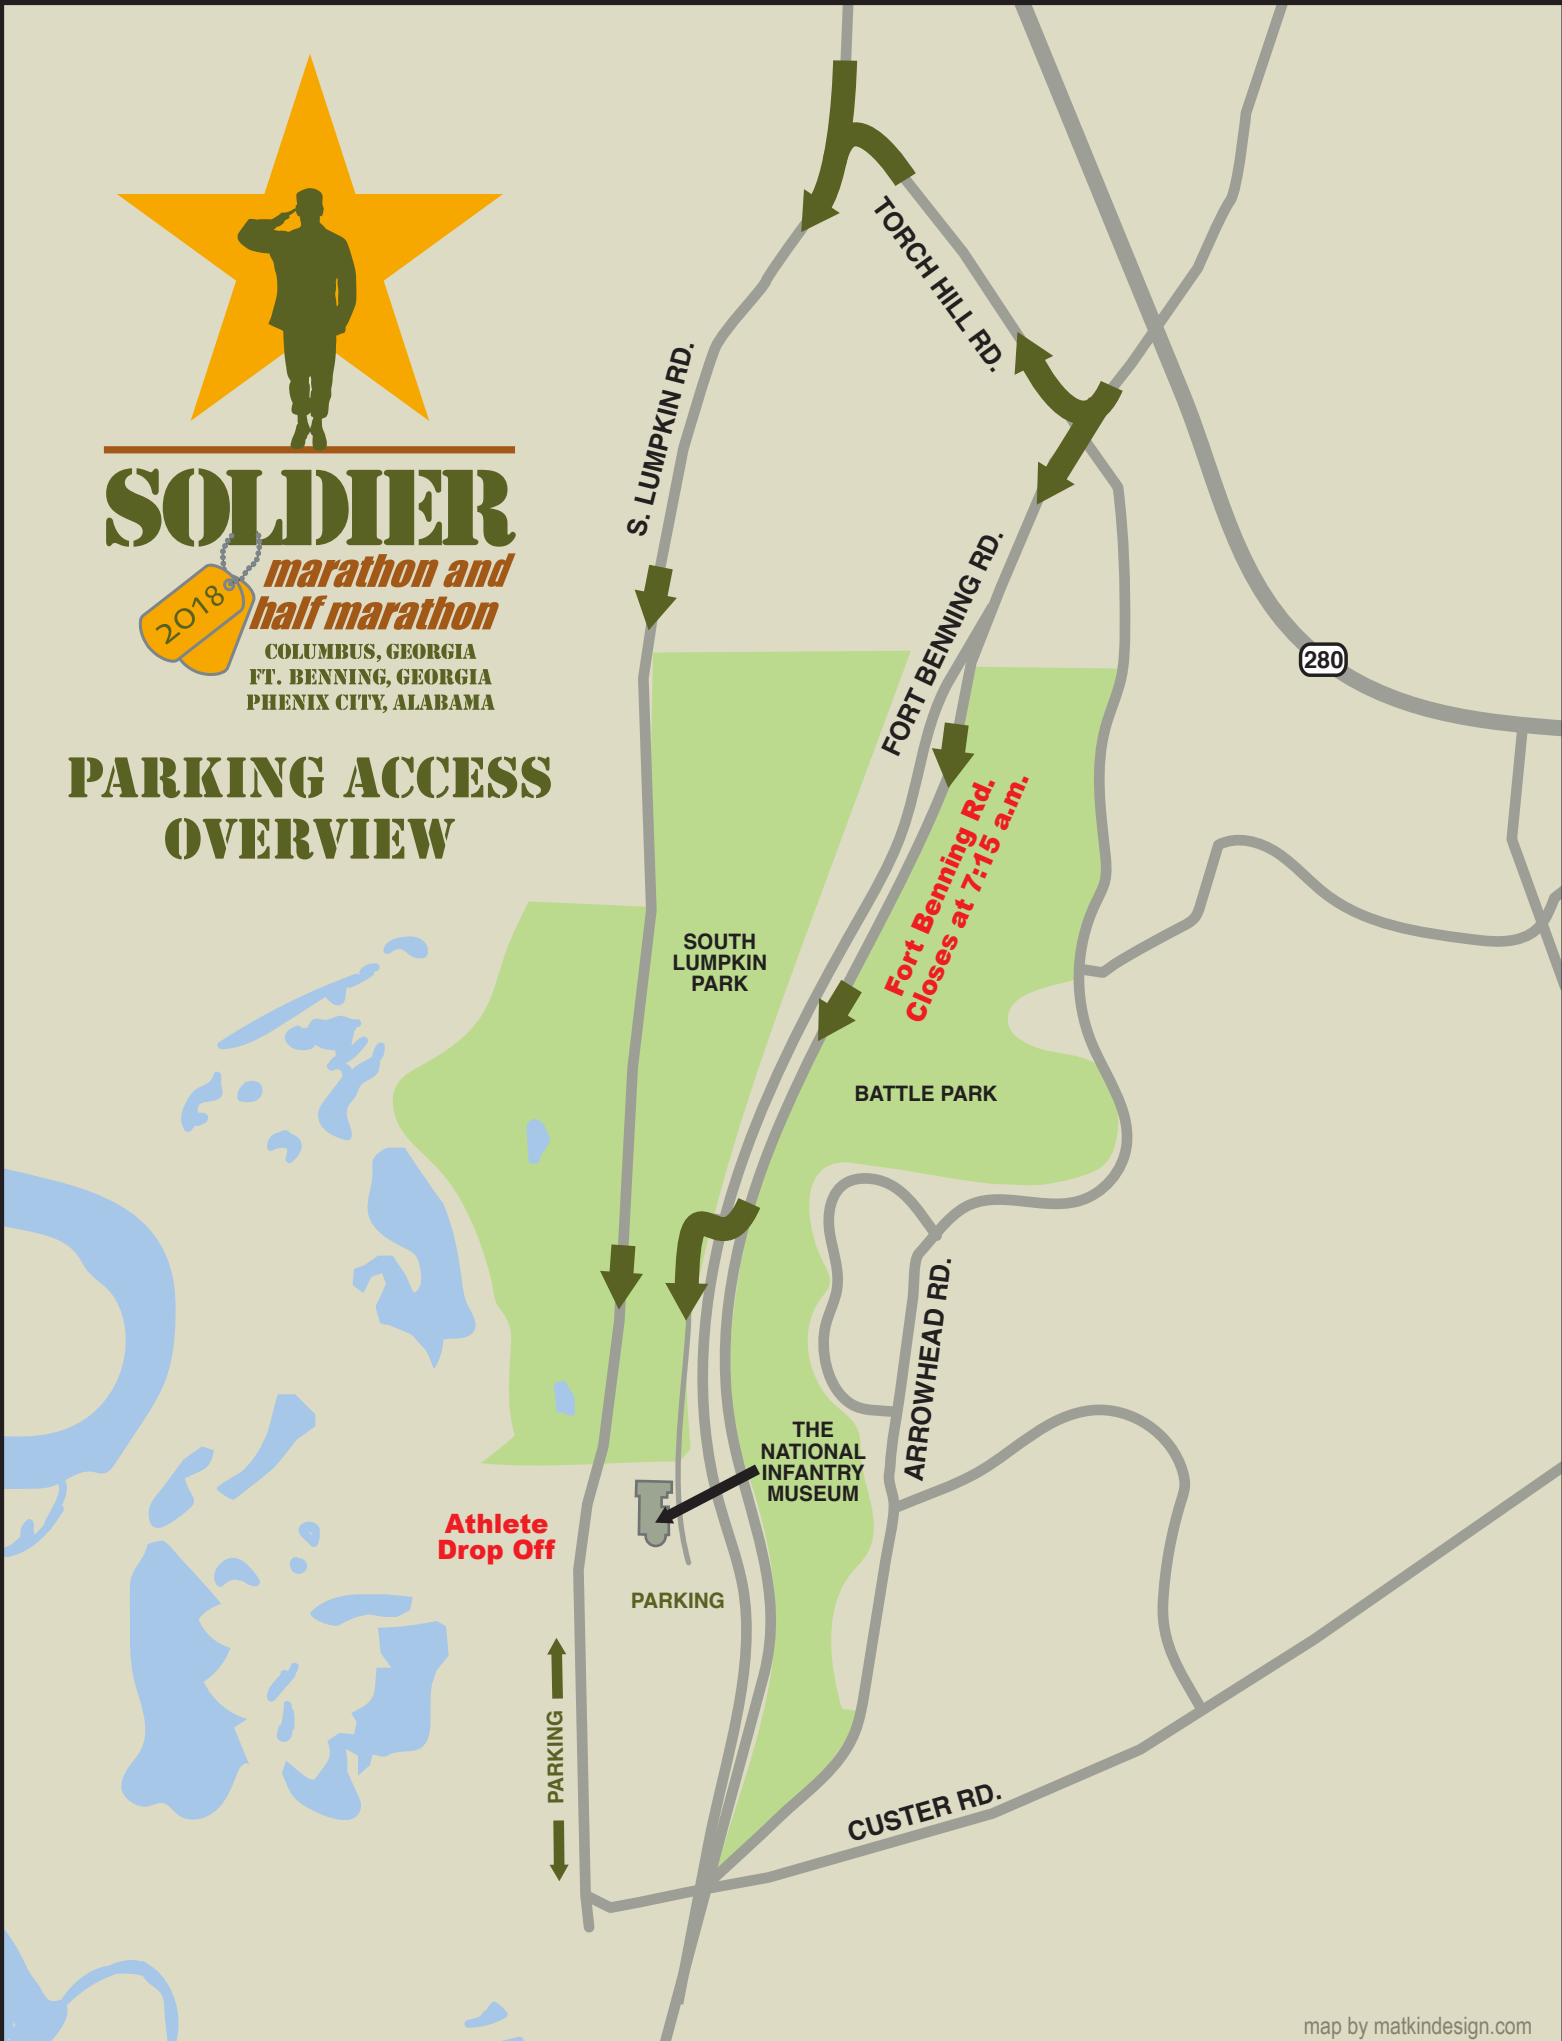 SOLDIER
marathon and
half marathon
2018
COLUMBUS, GEORGIA
FT. BENNING, GEORGIA
PHENIX CITY, ALABAMA
PARKING ACCESS
OVERVIEW
TORCH HILL RD.
S. LUMPKIN RD.
FORT BENNING RD.
280
Fort Benning Rd.
Closes at 7:15 a.m.
SOUTH
LUMPKIN
PARK
BATTLE PARK
ARROWHEAD RD.
THE
NATIONAL
INFANTRY
MUSEUM
Athlete
Drop Off
PARKING
PARKING
CUSTER RD.
map by matkindesign.com